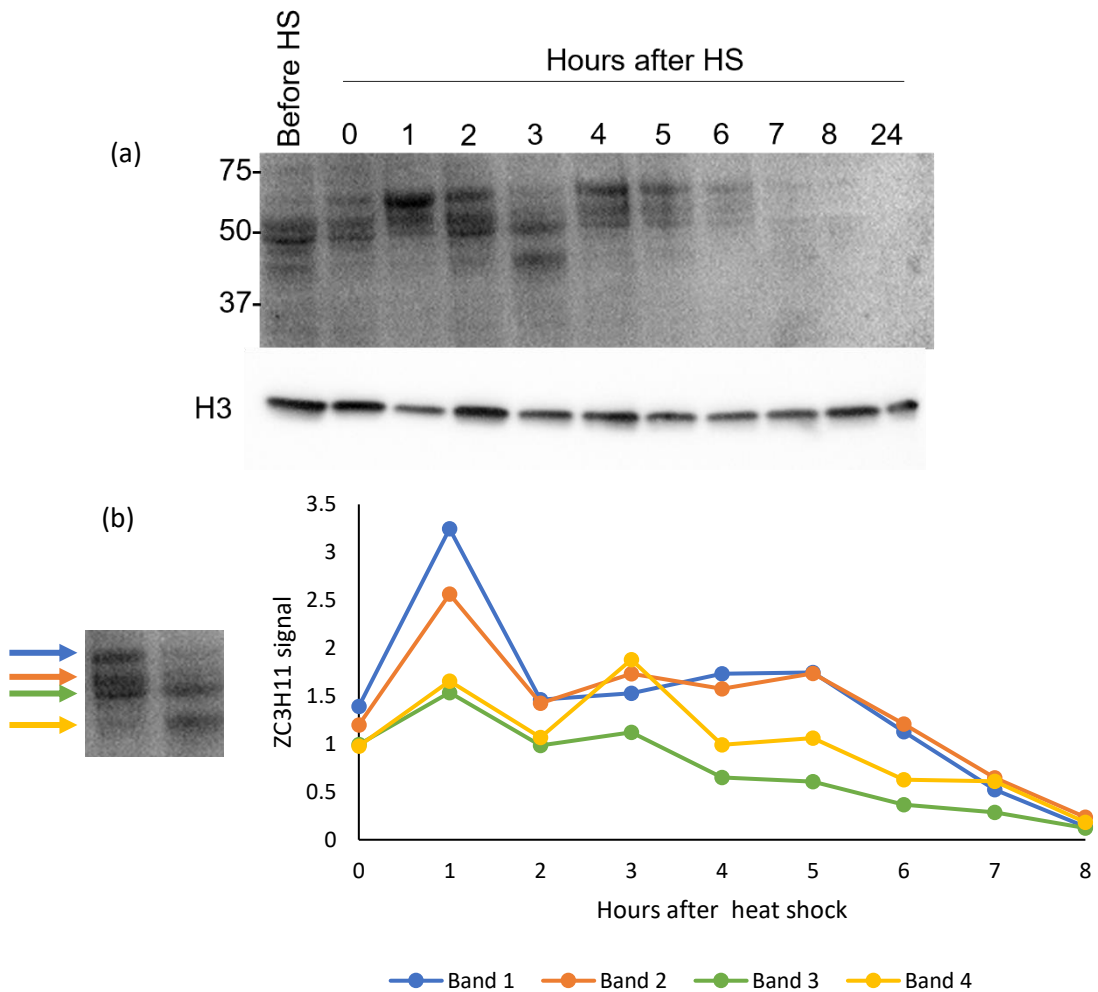 Before HS
Hours after HS
0 1 2 3 4 5 6 7 8 24
(a)
75-
50-
37-
H3
(b)
3.5
3
2.5
2
1.5
1
0.5
0
ZC3H11 signal
0 1 2 3 4 5 6 7 8
Hours after heat shock
Band 1 Band 2 Band 3 Band 4